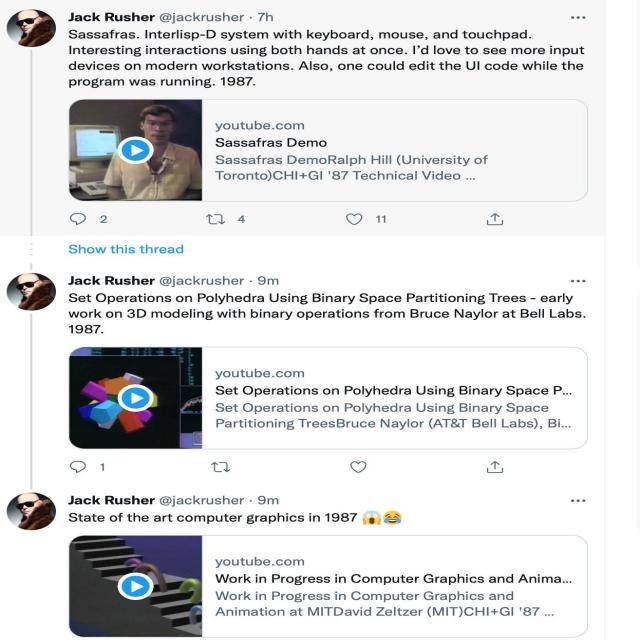 Jack Rusher @jackrusher · 7h
Sassafras. Interlisp-D system with keyboard, mouse, and touchpad.
Interesting interactions using both hands at once. I'd love to see more input
devices on modern workstations. Also, one could edit the UI code while the
program was running. 1987.
youtube.com
Sassafras Demo
Sassafras DemoRalph Hill (University of
Toronto)CHI+GI '87 Technical Video ...
2 4 11
Show this thread
Jack Rusher @jackrusher · 9m
Set Operations on Polyhedra Using Binary Space Partitioning Trees - early
work on 3D modeling with binary operations from Bruce Naylor at Bell Labs.
1987.
youtube.com
Set Operations on Polyhedra Using Binary Space P...
Set Operations on Polyhedra Using Binary Space
Partitioning TreesBruce Naylor (AT&T Bell Labs), Bi...
1
Jack Rusher @jackrusher · 9m
State of the art computer graphics in 1987 😱😂
youtube.com
Work in Progress in Computer Graphics and Anima...
Work in Progress in Computer Graphics and
Animation at MITDavid Zeltzer (MIT)CHI+GI '87 ...